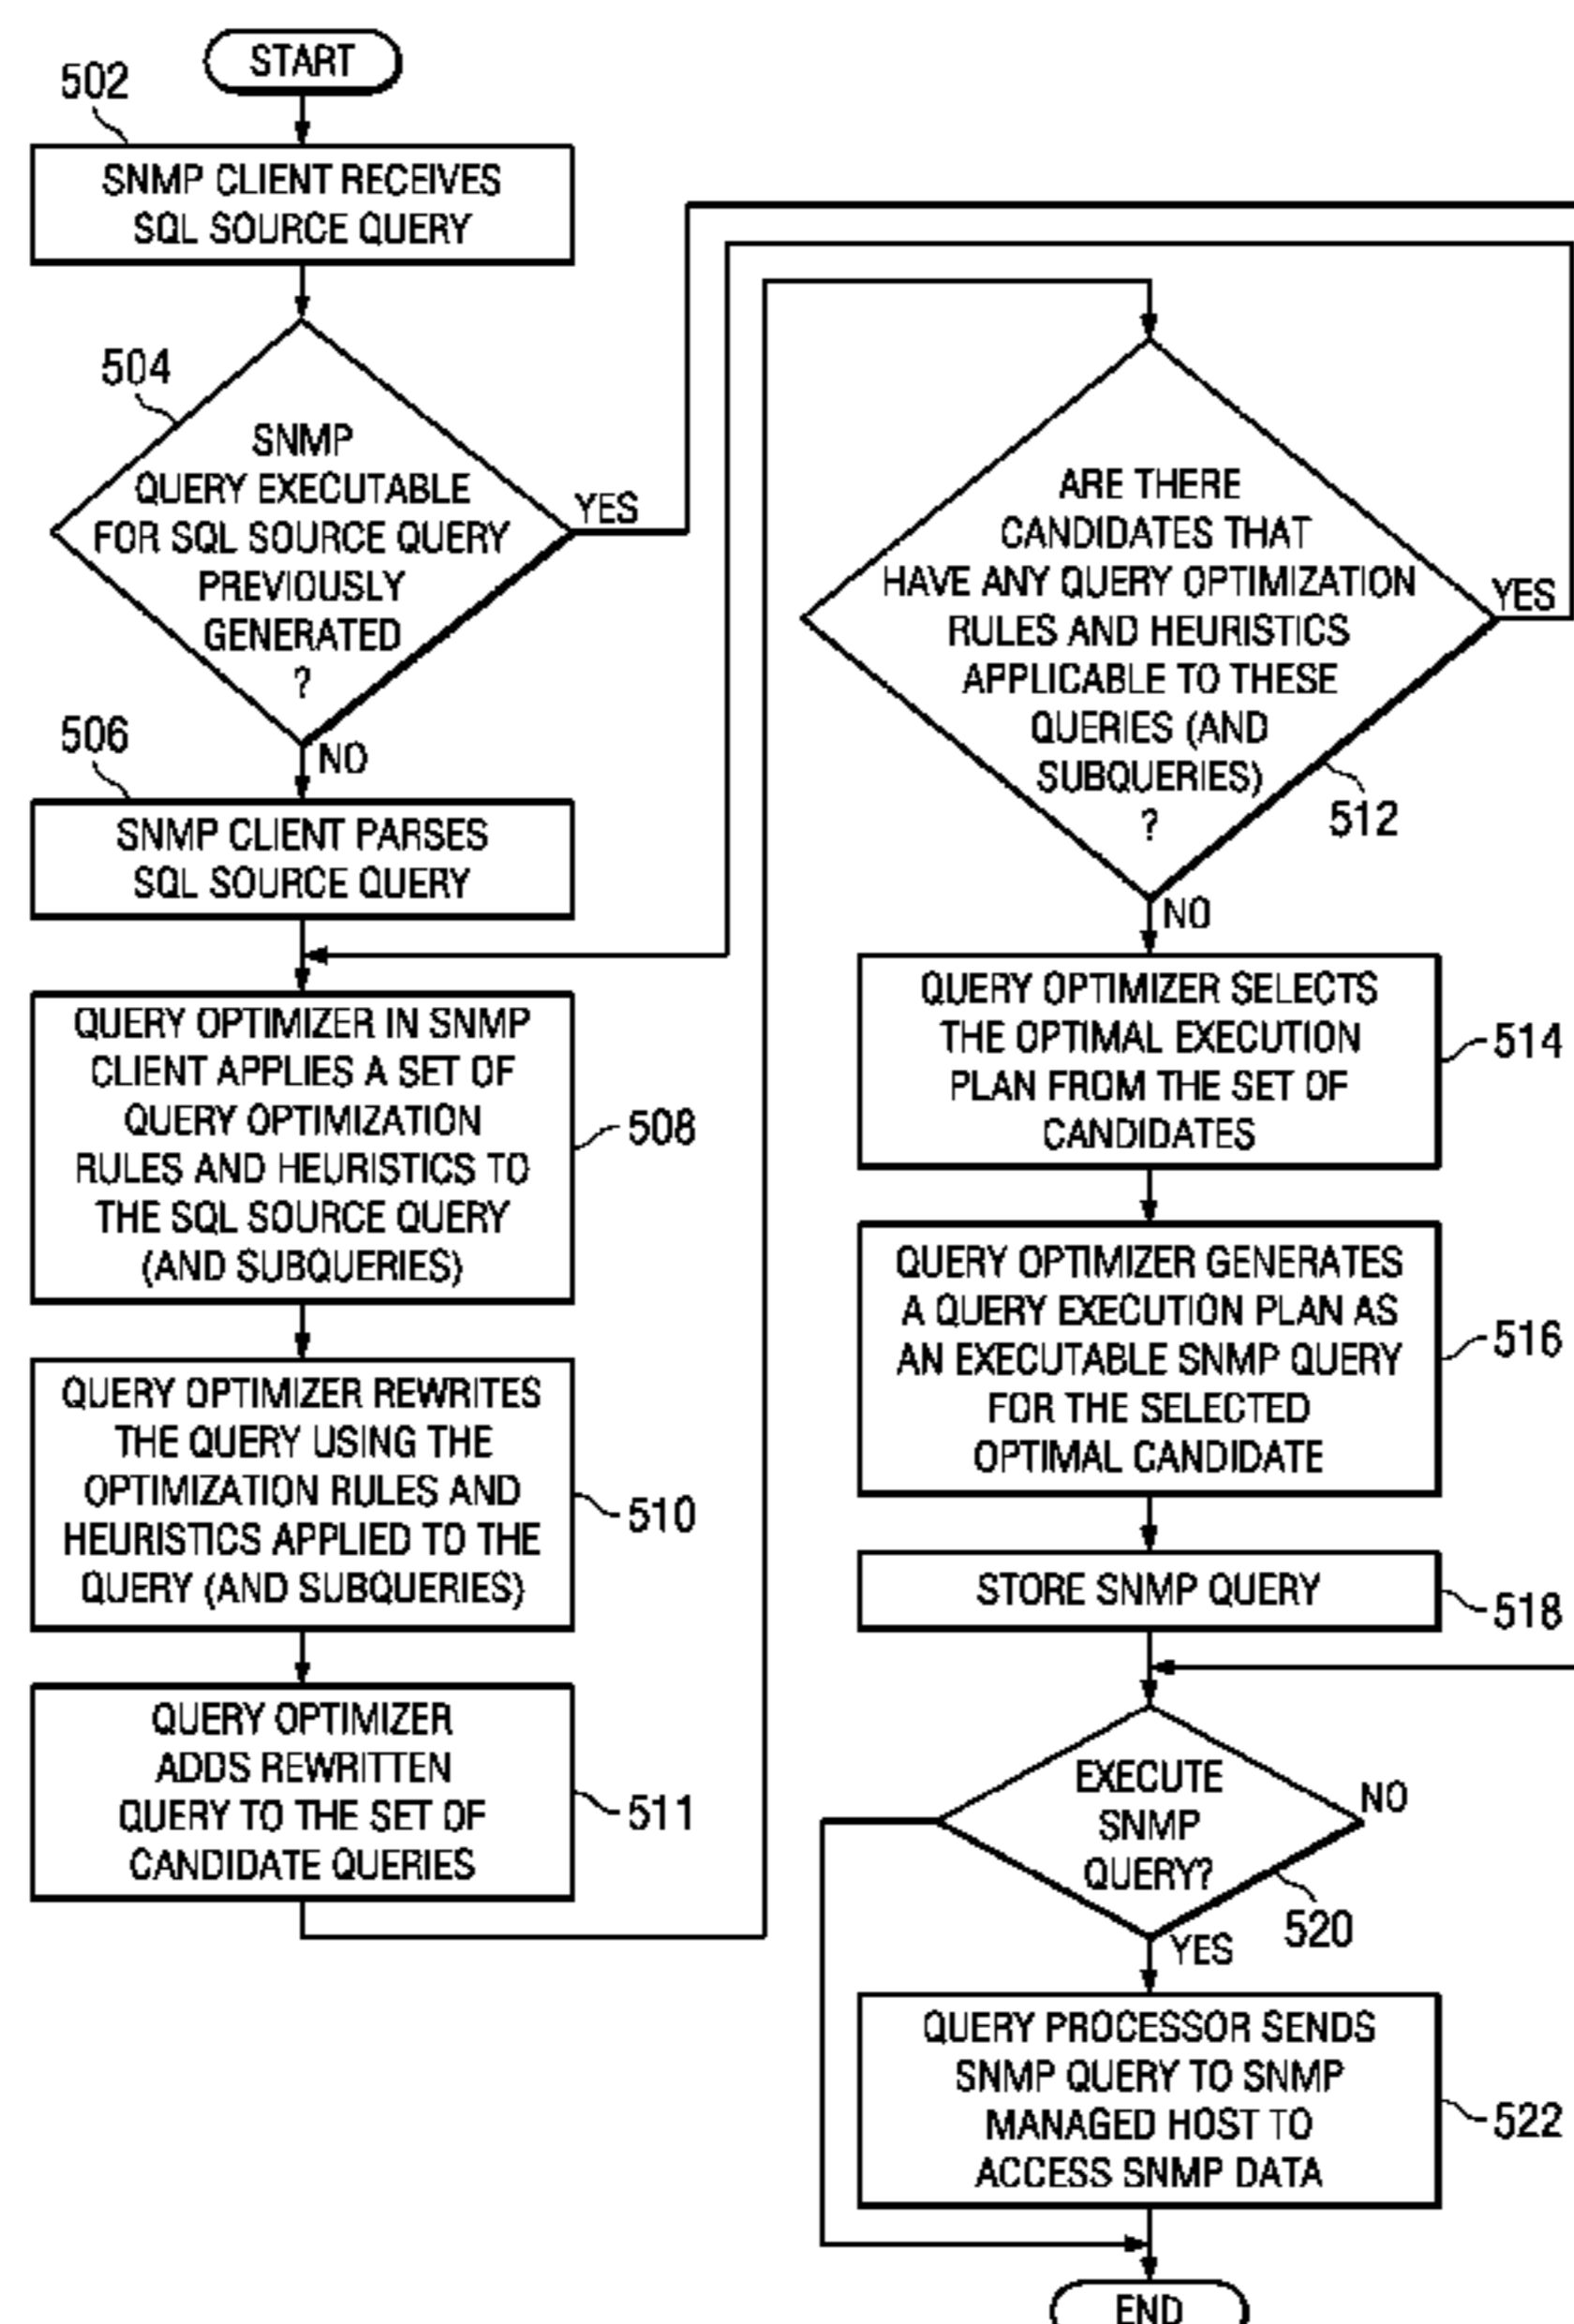 START
502
SNMP CLIENT RECEIVES
SQL SOURCE QUERY
504
SNMP
QUERY EXECUTABLE
FOR SQL SOURCE QUERY
PREVIOUSLY
GENERATED
?
YES
NO
506
SNMP CLIENT PARSES
SQL SOURCE QUERY
QUERY OPTIMIZER IN SNMP
CLIENT APPLIES A SET OF
QUERY OPTIMIZATION
RULES AND HEURISTICS TO
THE SQL SOURCE QUERY
(AND SUBQUERIES)
508
QUERY OPTIMIZER REWRITES
THE QUERY USING THE
OPTIMIZATION RULES AND
HEURISTICS APPLIED TO THE
QUERY (AND SUBQUERIES)
510
QUERY OPTIMIZER
ADDS REWRITTEN
QUERY TO THE SET OF
CANDIDATE QUERIES
511
ARE THERE
CANDIDATES THAT
HAVE ANY QUERY OPTIMIZATION
RULES AND HEURISTICS
APPLICABLE TO THESE
QUERIES (AND
SUBQUERIES)
?
YES
512
NO
QUERY OPTIMIZER SELECTS
THE OPTIMAL EXECUTION
PLAN FROM THE SET OF
CANDIDATES
514
QUERY OPTIMIZER GENERATES
A QUERY EXECUTION PLAN AS
AN EXECUTABLE SNMP QUERY
FOR THE SELECTED
OPTIMAL CANDIDATE
516
STORE SNMP QUERY
518
EXECUTE
SNMP
QUERY?
NO
520
YES
QUERY PROCESSOR SENDS
SNMP QUERY TO SNMP
MANAGED HOST TO
ACCESS SNMP DATA
522
END